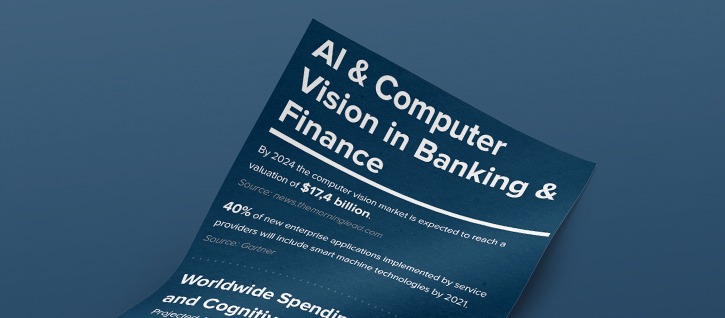 AI & Computer
Vision in Banking &
Finance
By 2024 the computer vision market is expected to reach a
valuation of $17,4 billion.
Source: news.themorninglead.com
40% of new enterprise applications implemented by service
providers will include smart machine technologies by 2021.
Source: Gartner
Worldwide Spending
and Cognitiv
Projected